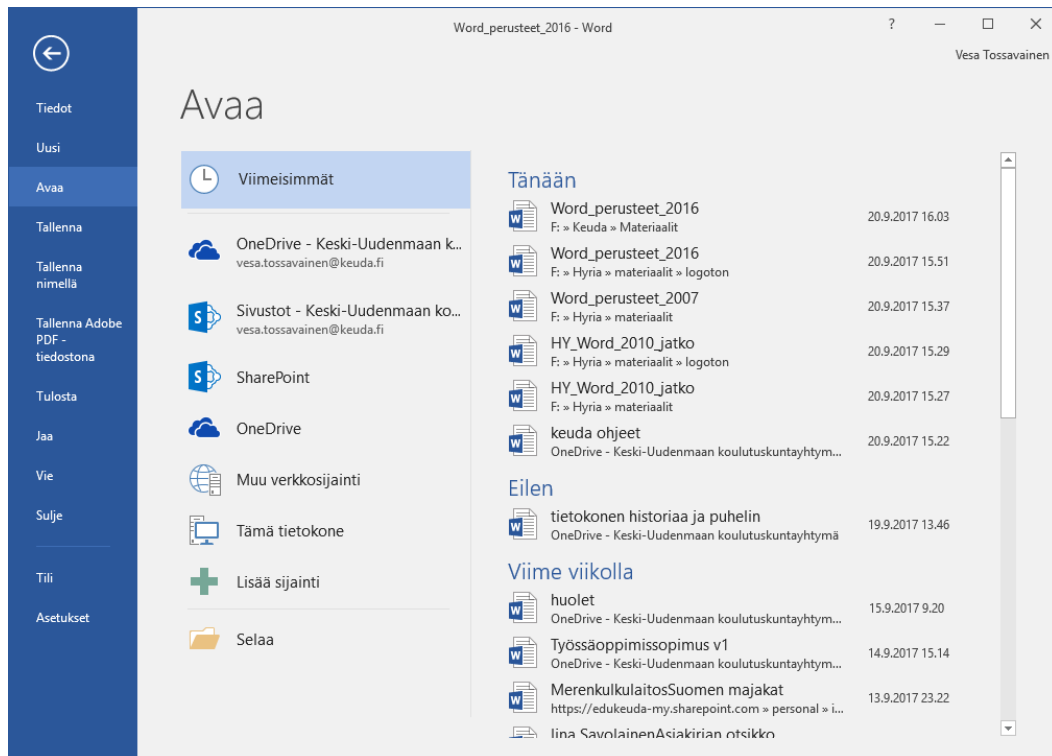 Word_perusteet_2016 - Word
?
Vesa Tossavainen
Tiedot
Uusi
Avaa
Tallenna
Tallenna
nimellä
Tallenna Adobe
PDF -
tiedostona
Tulosta
Jaa
Vie
Sulje
Tili
Asetukset
Avaa
Viimeisimmät
OneDrive - Keski-Uudenmaan k...
vesa.tossavainen@keuda.fi
Sivustot - Keski-Uudenmaan ko...
vesa.tossavainen@keuda.fi
SharePoint
OneDrive
Muu verkkosijainti
Tämä tietokone
Lisää sijainti
Selaa
Tänään
Word_perusteet_2016 20.9.2017 16.03
F: » Keuda » Materiaalit
Word_perusteet_2016 20.9.2017 15.51
F: » Hyria » materiaalit » logoton
Word_perusteet_2007 20.9.2017 15.37
F: » Hyria » materiaalit
HY_Word_2010_jatko 20.9.2017 15.29
F: » Hyria » materiaalit » logoton
HY_Word_2010_jatko 20.9.2017 15.27
F: » Hyria » materiaalit
keuda ohjeet 20.9.2017 15.22
OneDrive - Keski-Uudenmaan koulutuskuntayhtym...
Eilen
tietokonen historiaa ja puhelin 19.9.2017 13.46
OneDrive - Keski-Uudenmaan koulutuskuntayhtymä
Viime viikolla
huolet 15.9.2017 9.20
OneDrive - Keski-Uudenmaan koulutuskuntayhtym...
Työssäoppimissopimus v1 14.9.2017 15.14
OneDrive - Keski-Uudenmaan koulutuskuntayhtym...
MerenkulkulaitosSuomen majakat 13.9.2017 23.22
https://edukeuda-my.sharepoint.com » personal » i...
Iina SavolainenAsiakirjan otsikko